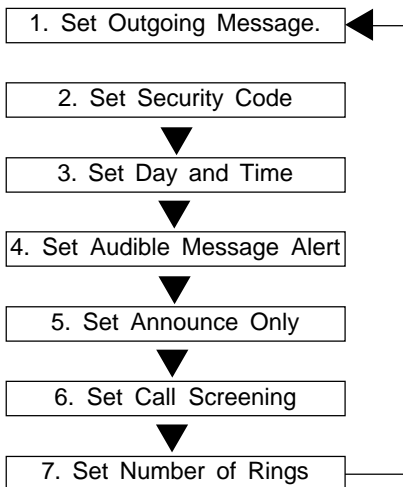 1. Set Outgoing Message.
2. Set Security Code
3. Set Day and Time
4. Set Audible Message Alert
5. Set Announce Only
6. Set Call Screening
7. Set Number of Rings